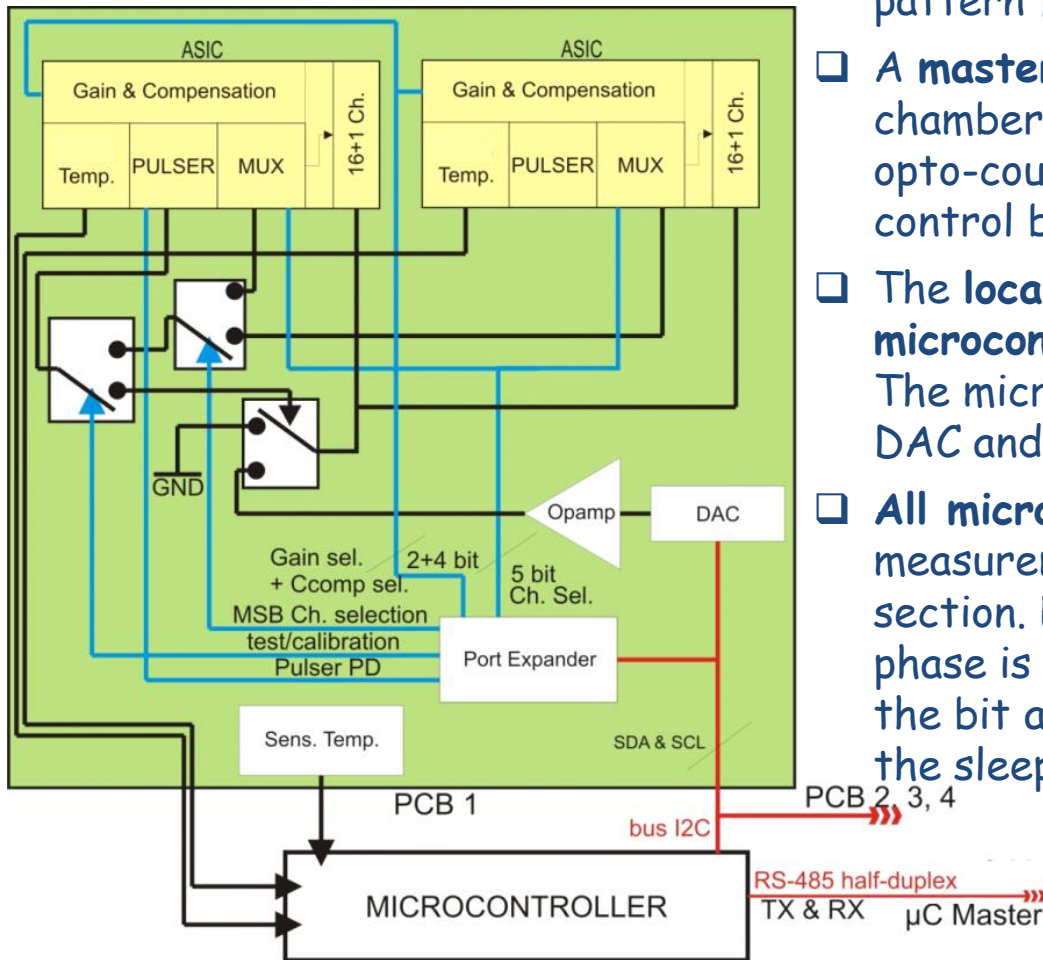 ASIC
Gain & Compensation
Temp.
PULSER
MUX
16+1 Ch.
ASIC
Gain & Compensation
Temp.
PULSER
MUX
16+1 Ch.
GND
Opamp
DAC
Gain sel.
+ Ccomp sel.
2+4 bit
5 bit
Ch. Sel.
MSB Ch. selection
test/calibration
Pulser PD
Port Expander
Sens. Temp.
SDA & SCL
PCB 1
PCB 2, 3, 4
bus I2C
MICROCONTROLLER
RS-485 half-duplex
TX & RX
µC Master
pattern
A master
chamber
opto-cou
control b
The loca
microcon
The micr
DAC and
All micro
measurem
section.
phase is
the bit a
the sleep